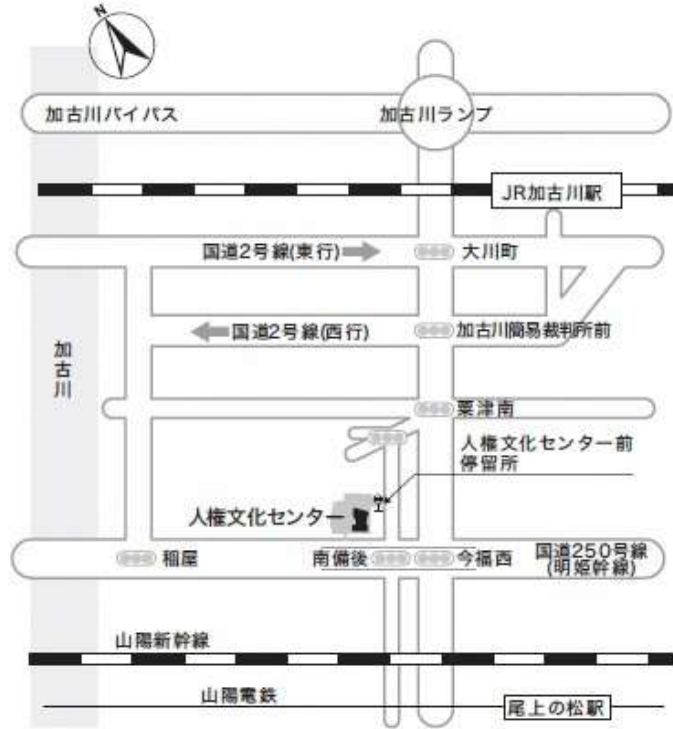 N
加古川バイパス
加古川ランプ
JR加古川駅
国道2号線(東行)
大川町
国道2号線(西行)
加古川簡易裁判所前
加古川
粟津南
人権文化センター前
停留所
人権文化センター
稲屋
南備後
今福西
国道250号線
(明姫幹線)
山陽新幹線
山陽電鉄
尾上の松駅